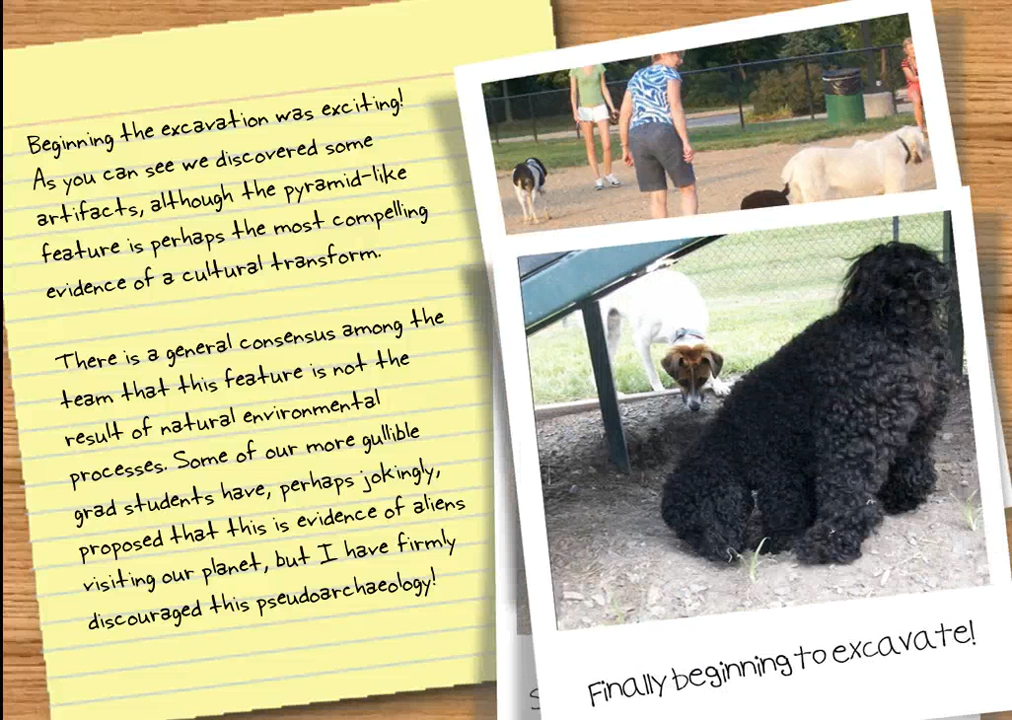 Beginning the excavation was exciting!
As you can see we discovered some
artifacts, although the pyramid-like
feature is perhaps the most compelling
evidence of a cultural transform.
There is a general consensus among the
team that this feature is not the
result of natural environmental
processes. Some of our more gullible
grad students have, perhaps jokingly,
proposed that this is evidence of aliens
visiting our planet, but I have firmly
discouraged this pseudoarchaeology!
Finally beginning to excavate!